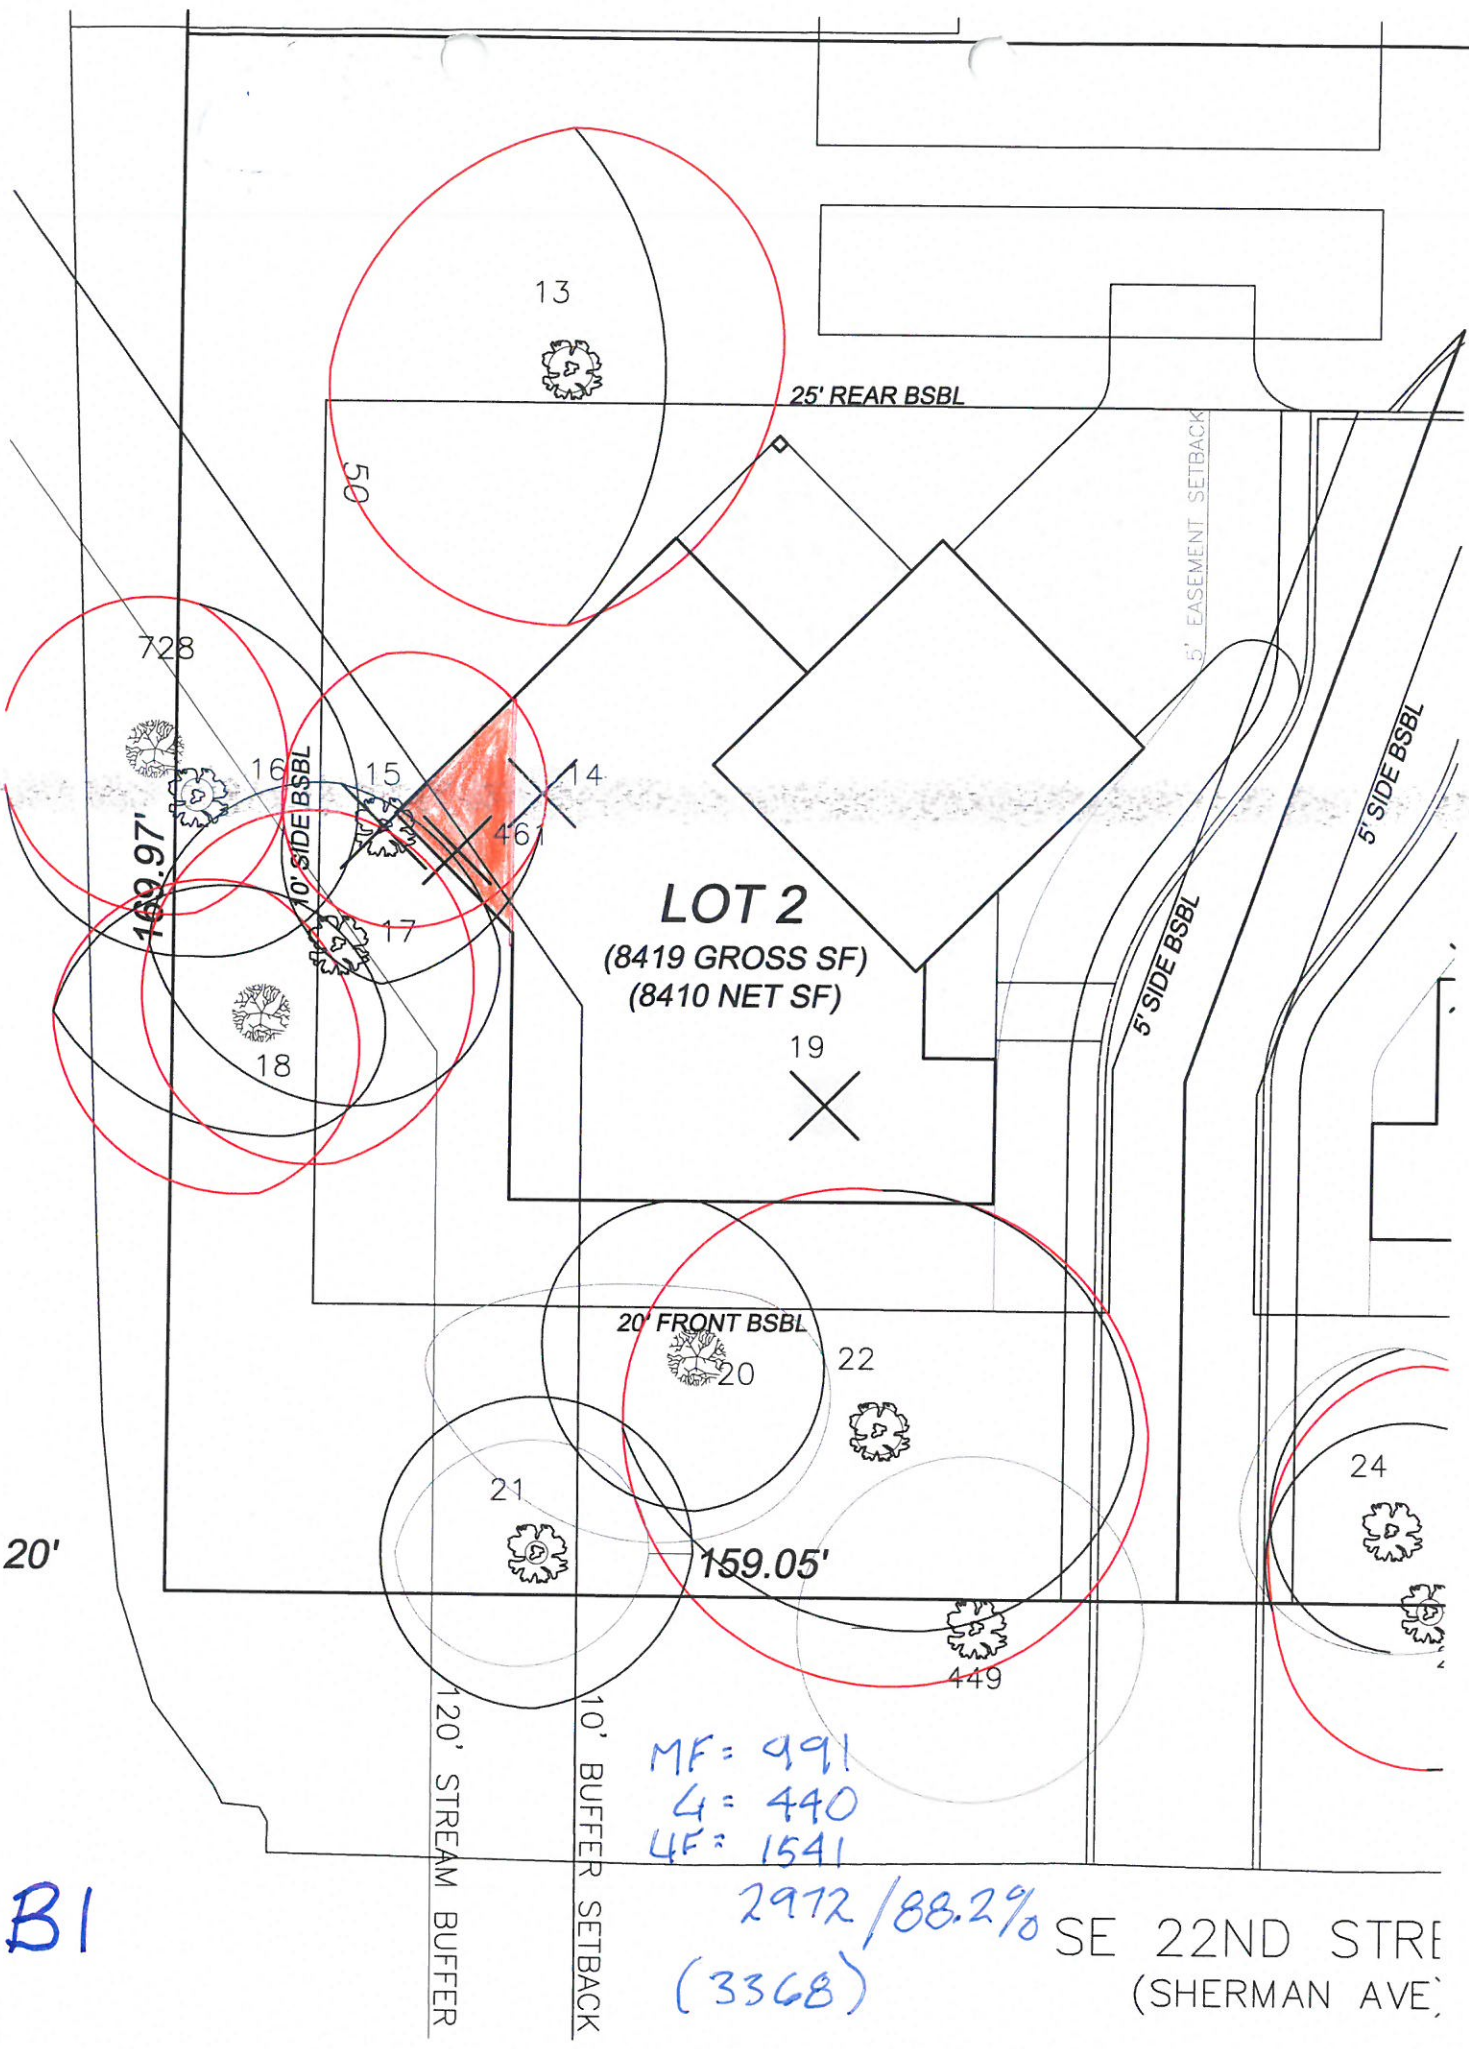 13
25' REAR BSBL
50
5' EASEMENT SETBACK
728
16
15
14
461
10' SIDE BSBL
169.97'
17
18
LOT 2
(8419 GROSS SF)
(8410 NET SF)
19
5' SIDE BSBL
5' SIDE BSBL
20' FRONT BSBL
20
22
21
24
20'
159.05'
449
120' STREAM BUFFER
10' BUFFER SETBACK
MF= 991
G= 440
UF= 1541
2972 / 88.2%
(3368)
B1
SE 22ND STRE
(SHERMAN AVE)